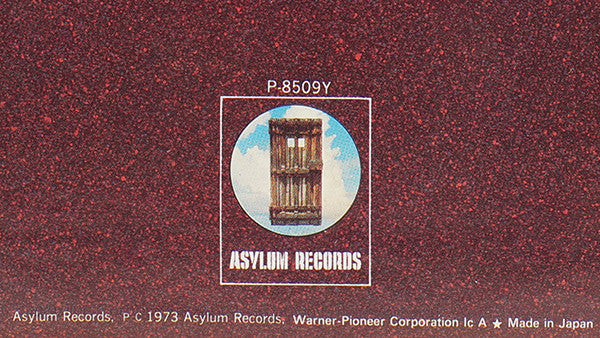 P-8509Y
ASYLUM RECORDS
Asylum Records, P C 1973 Asylum Records, Warner-Pioneer Corporation Ic A ★ Made in Japan